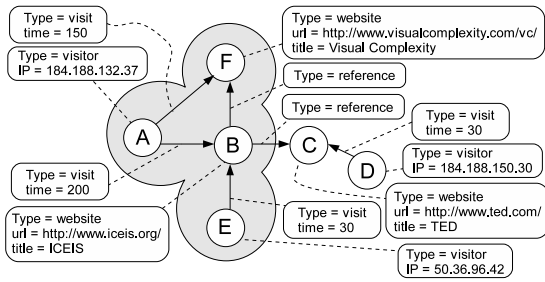 Type = visit
time = 150
Type = website
url = http://www.visualcomplexity.com/vc/
title = Visual Complexity
Type = visitor
IP = 184.188.132.37
F
Type = reference
Type = reference
A
B
C
D
Type = visit
time = 30
Type = visitor
IP = 184.188.150.30
Type = visit
time = 200
Type = website
url = http://www.iceis.org/
title = ICEIS
E
Type = visit
time = 30
Type = website
url = http://www.ted.com/
title = TED
Type = visitor
IP = 50.36.96.42